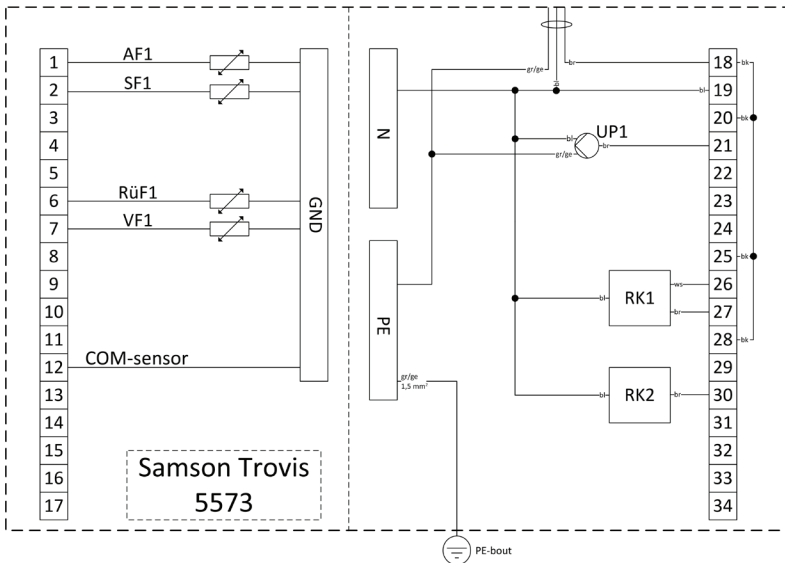 1
2
3
4
5
6
7
8
9
10
11
12
13
14
15
16
17
AF1
SF1
RüF1
VF1
COM-sensor
GND
Samson Trovis
5573
N
PE
gr/ge
br
bl
bl
UP1
bl
br
gr/ge
RK1
bl
ws
br
RK2
bl
br
gr/ge
1,5 mm²
PE-bout
18
19
20
21
22
23
24
25
26
27
28
29
30
31
32
33
34
bk
bk
bk
bk